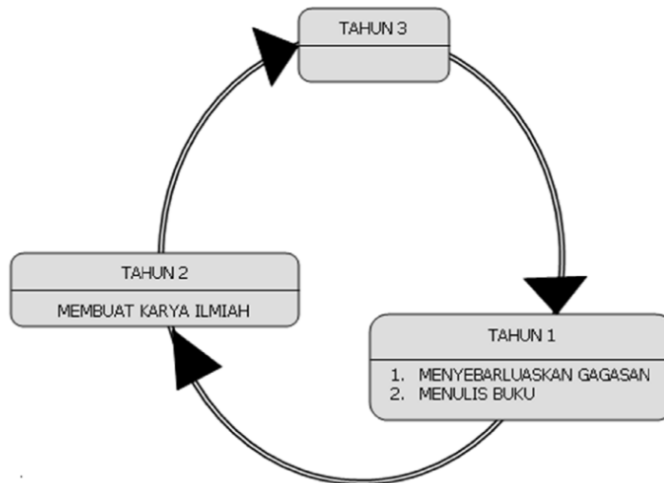 TAHUN 3
TAHUN 2
MEMBUAT KARYA ILMIAH
TAHUN 1
1. MENYEBARLUASKAN GAGASAN
2. MENULIS BUKU